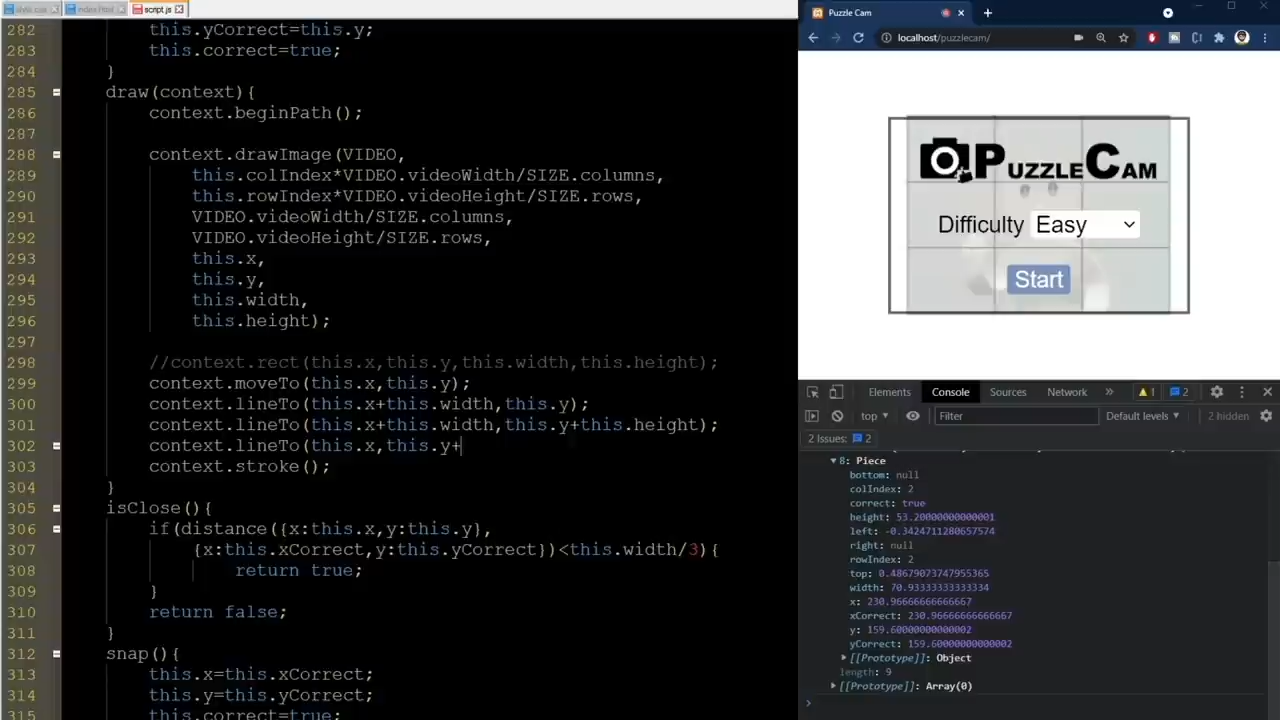 style.css index.html script.js
282 this.yCorrect=this.y;
283 this.correct=true;
284 }
285 draw(context){
286 context.beginPath();
287
288 context.drawImage(VIDEO,
289 this.colIndex*VIDEO.videoWidth/SIZE.columns,
290 this.rowIndex*VIDEO.videoHeight/SIZE.rows,
291 VIDEO.videoWidth/SIZE.columns,
292 VIDEO.videoHeight/SIZE.rows,
293 this.x,
294 this.y,
295 this.width,
296 this.height);
297
298 //context.rect(this.x,this.y,this.width,this.height);
299 context.moveTo(this.x,this.y);
300 context.lineTo(this.x+this.width,this.y);
301 context.lineTo(this.x+this.width,this.y+this.height);
302 context.lineTo(this.x,this.y+
303 context.stroke();
304 }
305 isClose(){
306 if(distance({x:this.x,y:this.y},
307 {x:this.xCorrect,y:this.yCorrect})<this.width/3){
308 return true;
309 }
310 return false;
311 }
312 snap(){
313 this.x=this.xCorrect;
314 this.y=this.yCorrect;
315 this.correct=true;
Puzzle Cam
localhost/puzzlecam/
PUZZLECAM
Difficulty Easy
Start
Elements Console Sources Network 1 2
top Filter Default levels 2 hidden
2 Issues: 2
8: Piece
bottom: null
colIndex: 2
correct: true
height: 53.20000000000001
left: -0.3424711280657574
right: null
rowIndex: 2
top: 0.48679073747955365
width: 70.93333333333334
x: 230.96666666666667
xCorrect: 230.96666666666667
y: 159.60000000000002
yCorrect: 159.60000000000002
[[Prototype]]: Object
length: 9
[[Prototype]]: Array(0)